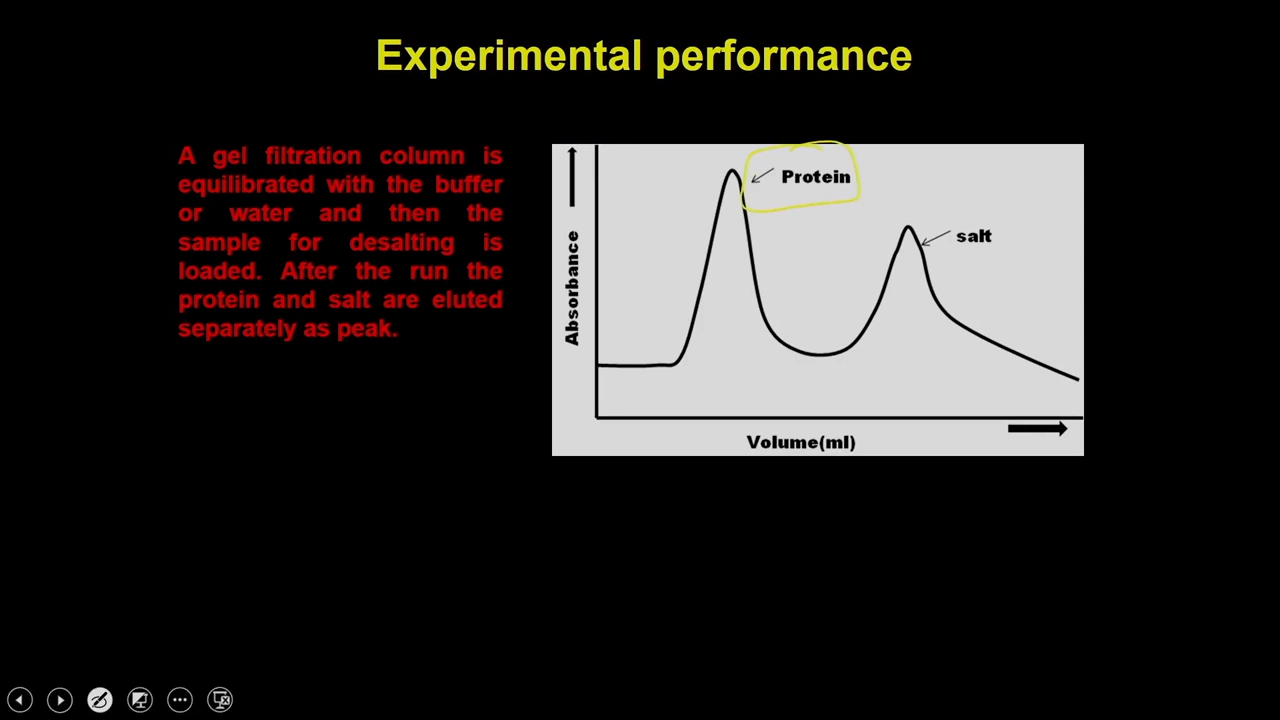 Experimental performance
A gel filtration column is
equilibrated with the buffer
or water and then the
sample for desalting is
loaded. After the run the
protein and salt are eluted
separately as peak.
Protein
salt
Absorbance
Volume(ml)